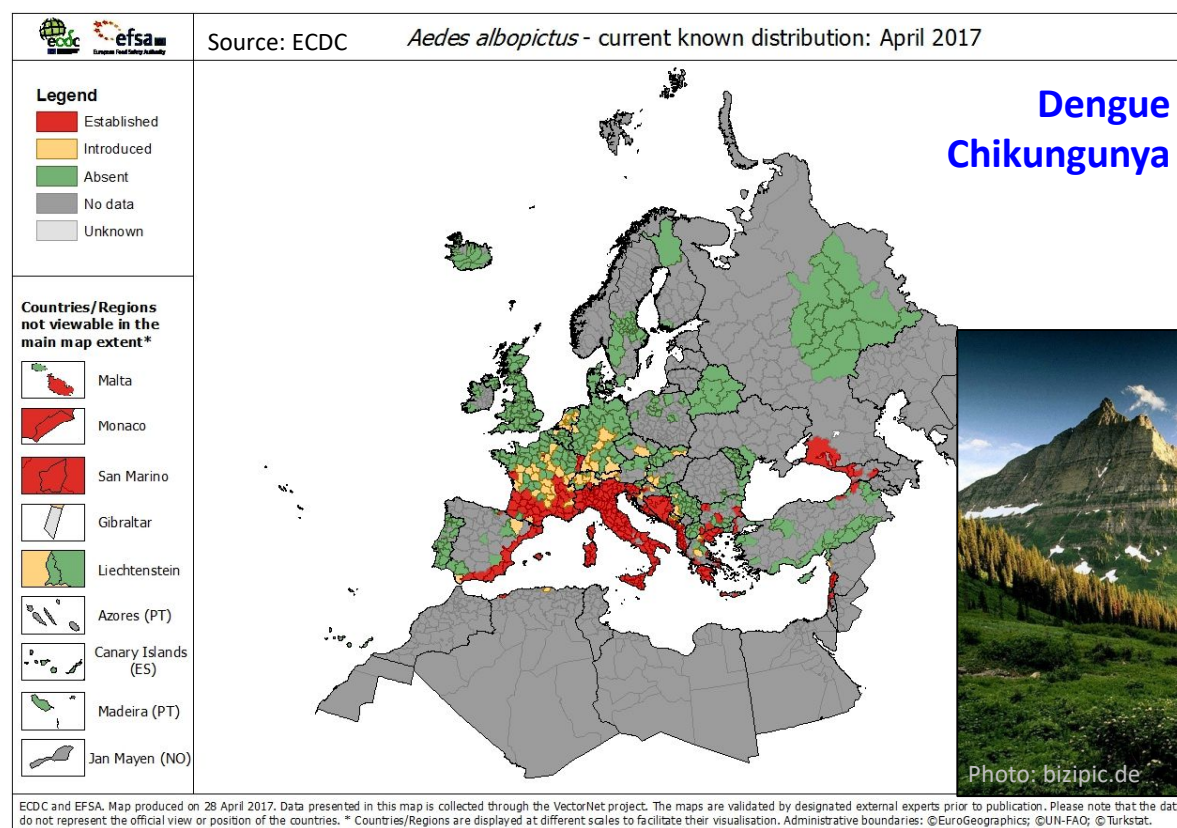 ecdc
efsa
European Food Safety Authority
Source: ECDC
Aedes albopictus - current known distribution: April 2017
Legend
Established
Introduced
Absent
No data
Unknown
Dengue
Chikungunya
Countries/Regions
not viewable in the
main map extent*
Malta
Monaco
San Marino
Gibraltar
Liechtenstein
Azores (PT)
Canary Islands
(ES)
Madeira (PT)
Jan Mayen (NO)
Photo: bizipic.de
ECDC and EFSA. Map produced on 28 April 2017. Data presented in this map is collected through the VectorNet project. The maps are validated by designated external experts prior to publication. Please note that the dat
do not represent the official view or position of the countries. * Countries/Regions are displayed at different scales to facilitate their visualisation. Administrative boundaries: ©EuroGeographics; ©UN-FAO; ©Turkstat.